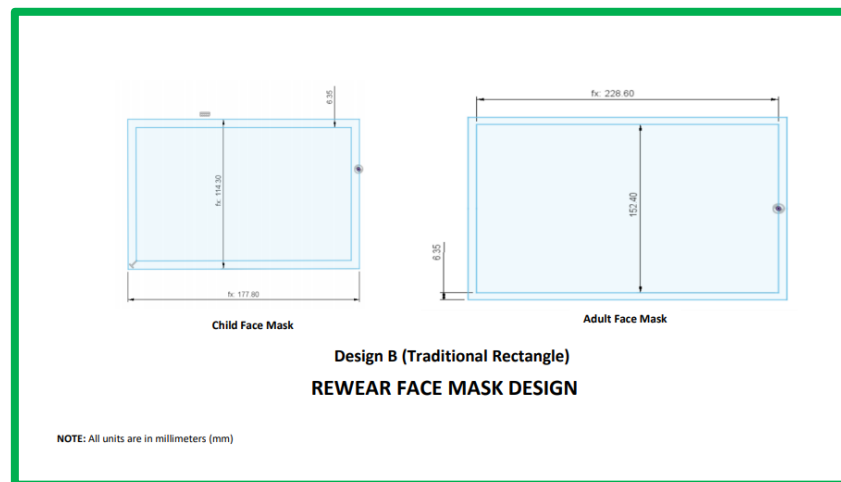 6.35
fx: 114.30
fx: 177.80
Child Face Mask
fx: 228.60
152.40
6.35
Adult Face Mask
Design B (Traditional Rectangle)
REWEAR FACE MASK DESIGN
NOTE: All units are in millimeters (mm)